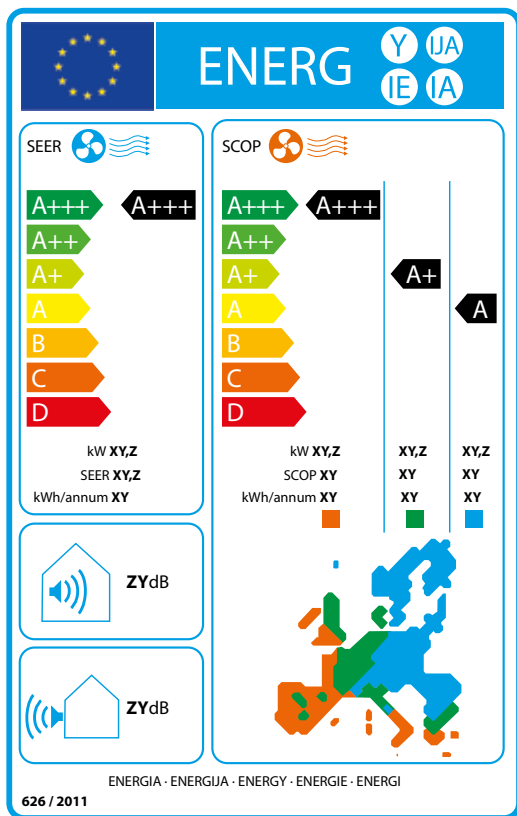 ENERG Y IJA
IE IA
SEER
A+++ A+++
A++
A+
A
B
C
D
kW XY,Z
SEER XY,Z
kWh/annum XY
SCOP
A+++ A+++
A++
A+ A+
A A
B
C
D
kW XY,Z XY,Z XY,Z
SCOP XY XY XY
kWh/annum XY XY XY
ZYdB
ZYdB
ENERGIA · ENERGIJA · ENERGY · ENERGIE · ENERGI
626 / 2011